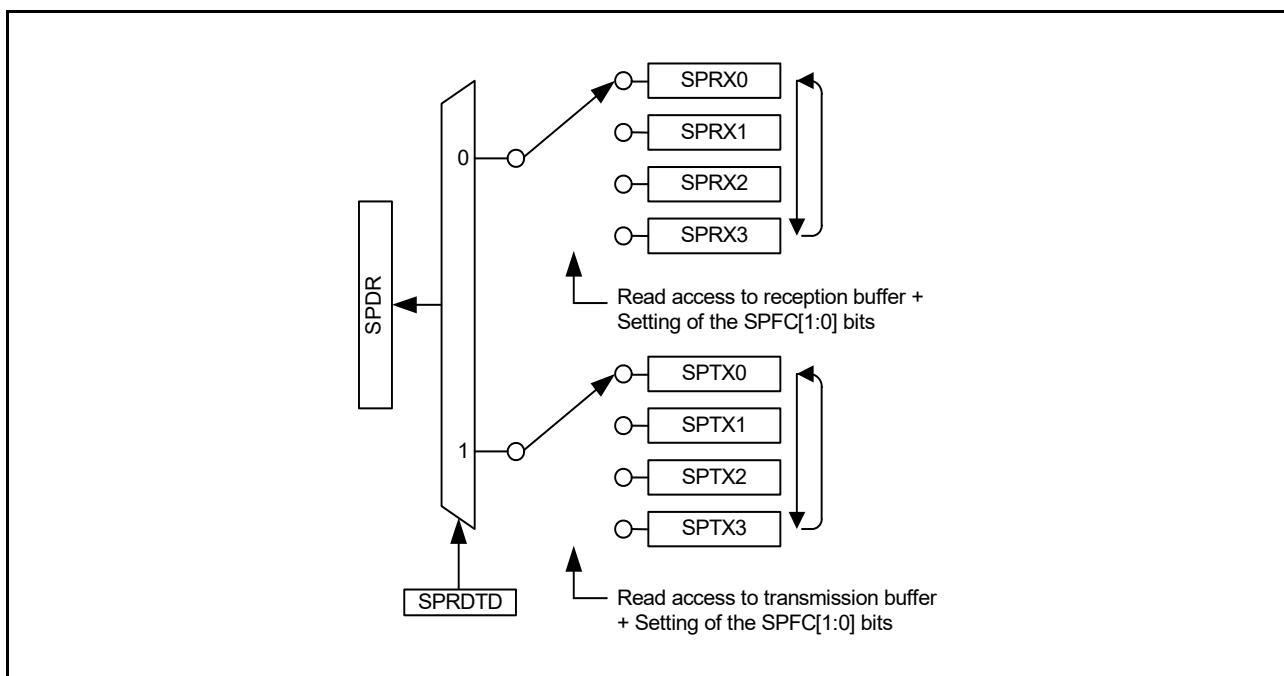 SPRX0
SPRX1
0
SPRX2
SPRX3
SPDR
Read access to reception buffer +
Setting of the SPFC[1:0] bits
SPTX0
SPTX1
1
SPTX2
SPTX3
SPRDTD
Read access to transmission buffer
+ Setting of the SPFC[1:0] bits